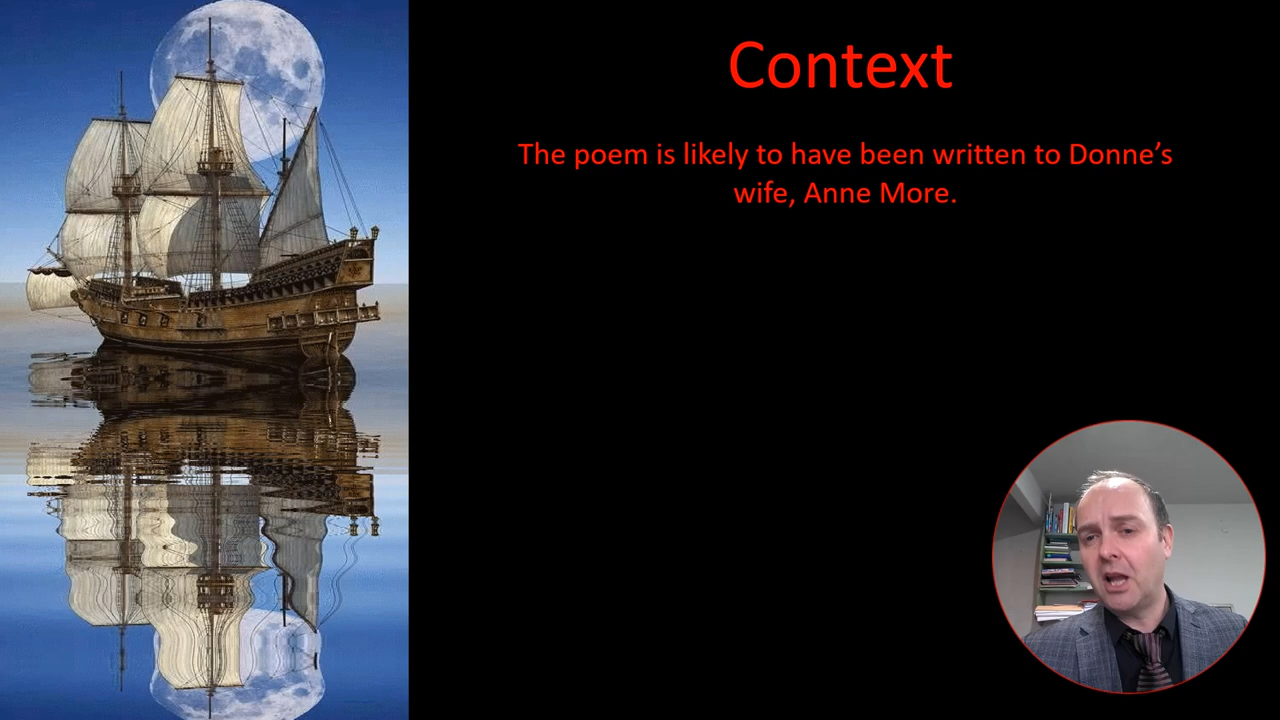 Context
The poem is likely to have been written to Donne’s
wife, Anne More.